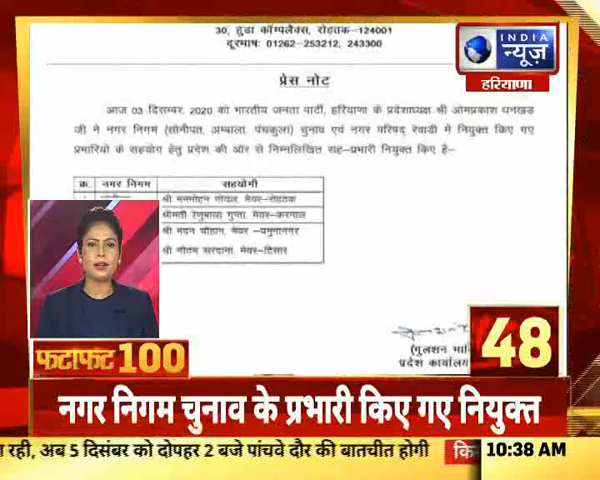 30, हुडा कॉम्पलैक्स, रोहतक-124001
दूरभाषः 01262-253212, 243300
INDIA
न्यूज़
हरियाणा
प्रेस नोट
आज 03 दिसम्बर, 2020 को भारतीय जनता पार्टी, हरियाणा के प्रदेशाध्यक्ष श्री ओमप्रकाश धनखड़
जी ने नगर निगम (सोनीपत, अम्बाला, पंचकुला) चुनाव एवं नगर परिषद रेवाड़ी में नियुक्त किए गए
प्रभारियों के सहयोग हेतु प्रदेश की ओर से निम्नलिखित सह-प्रभारी नियुक्त किए है-
क्र. नगर निगम सहयोगी
श्री मनमोहन गोयल, मेयर-रोहतक
श्रीमती रेणुबाला गुप्ता, मेयर-करनाल
श्री मदन चौहान, मेयर -यमुनानगर
श्री गौतम सरदाना, मेयर-हिसार
(गुलशन
प्रदेश कार्यालय
48
फटाफट 100
नगर निगम चुनाव के प्रभारी किए गए नियुक्त
रही, अब 5 दिसंबर को दोपहर 2 बजे पांचवे दौर की बातचीत होगी
10:38 AM